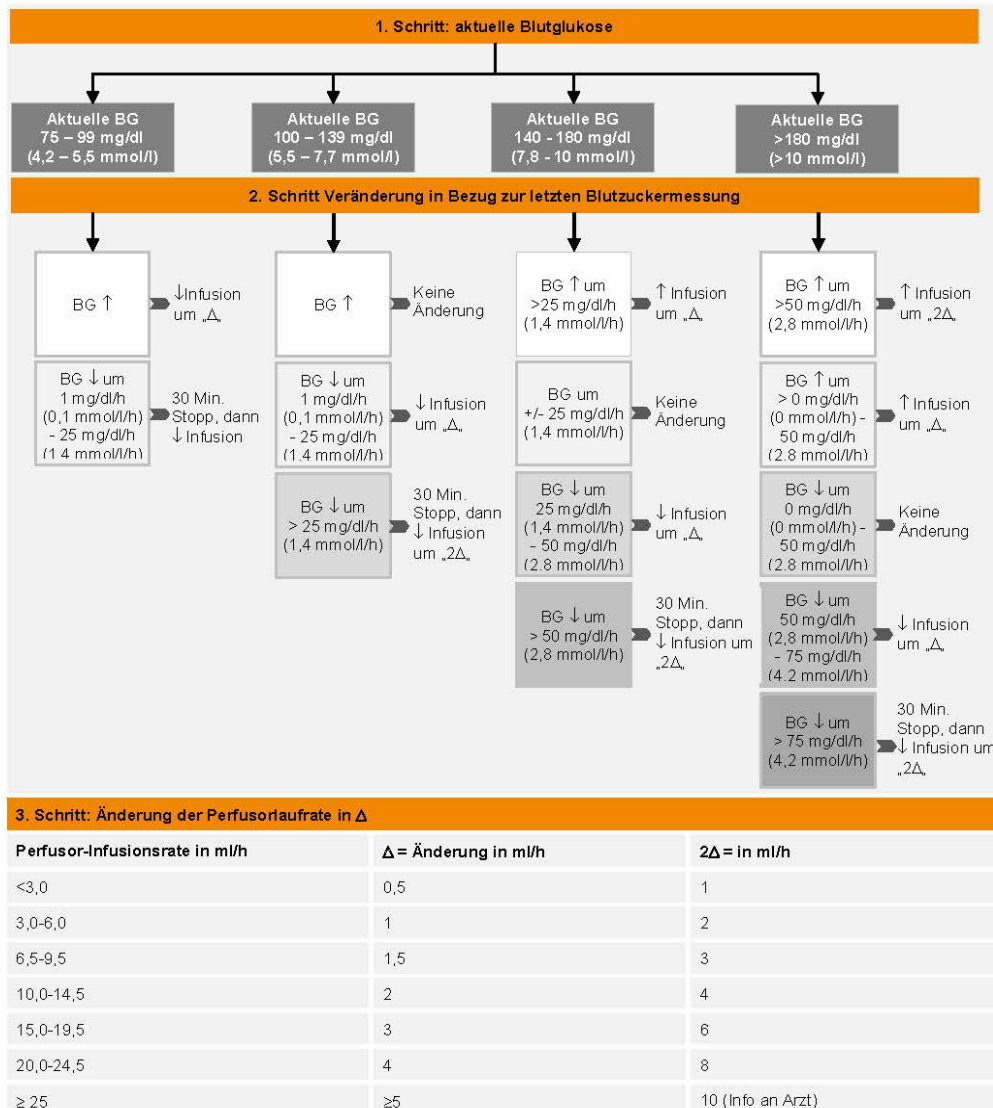 1. Schritt: aktuelle Blutglukose
Aktuelle BG
75 – 99 mg/dl
(4,2 – 5,5 mmol/l)
Aktuelle BG
100 – 139 mg/dl
(5,5 – 7,7 mmol/l)
Aktuelle BG
140 - 180 mg/dl
(7,8 - 10 mmol/l)
Aktuelle BG
>180 mg/dl
(>10 mmol/l)
2. Schritt Veränderung in Bezug zur letzten Blutzuckermessung
BG ↑
↓Infusion
um „Δ„
BG ↓ um
1 mg/dl/h
(0,1 mmol/l/h)
- 25 mg/dl/h
(1,4 mmol/l/h)
30 Min.
Stopp, dann
↓ Infusion
BG ↑
Keine
Änderung
BG ↓ um
1 mg/dl/h
(0,1 mmol/l/h)
- 25 mg/dl/h
(1,4 mmol/l/h)
↓ Infusion
um „Δ„
BG ↓ um
> 25 mg/dl/h
(1,4 mmol/l/h)
30 Min.
Stopp, dann
↓ Infusion
um „2Δ„
BG ↑ um
>25 mg/dl/h
(1,4 mmol/l/h)
↑ Infusion
um „Δ„
BG um
+/- 25 mg/dl/h
(1,4 mmol/l/h)
Keine
Änderung
BG ↓ um
25 mg/dl/h
(1,4 mmol/l/h)
- 50 mg/dl/h
(2,8 mmol/l/h)
↓ Infusion
um „Δ„
BG ↓ um
> 50 mg/dl/h
(2,8 mmol/l/h)
30 Min.
Stopp, dann
↓ Infusion um
„2Δ„
BG ↑ um
>50 mg/dl/h
(2,8 mmol/l/h)
↑ Infusion
um „2Δ„
BG ↑ um
> 0 mg/dl/h
(0 mmol/l/h) -
50 mg/dl/h
(2,8 mmol/l/h)
↑ Infusion
um „Δ„
BG ↓ um
0 mg/dl/h
(0 mmol/l/h) -
50 mg/dl/h
(2,8 mmol/l/h)
Keine
Änderung
BG ↓ um
50 mg/dl/h
(2,8 mmol/l/h)
- 75 mg/dl/h
(4,2 mmol/l/h)
↓ Infusion
um „Δ„
BG ↓ um
> 75 mg/dl/h
(4,2 mmol/l/h)
30 Min.
Stopp, dann
↓ Infusion um
„2Δ„
3. Schritt: Änderung der Perfusorlaufrate in Δ
Perfusor-Infusionsrate in ml/h Δ = Änderung in ml/h 2Δ = in ml/h
<3,0 0,5 1
3,0-6,0 1 2
6,5-9,5 1,5 3
10,0-14,5 2 4
15,0-19,5 3 6
20,0-24,5 4 8
≥ 25 ≥5 10 (Info an Arzt)